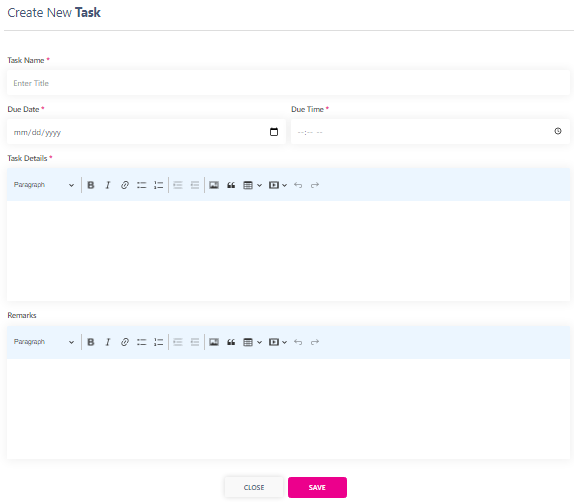 Create New Task
Task Name *
Enter Title
Due Date * Due Time *
mm/dd/yyyy --:-- --
Task Details *
Paragraph B I
Remarks
Paragraph B I
CLOSE SAVE